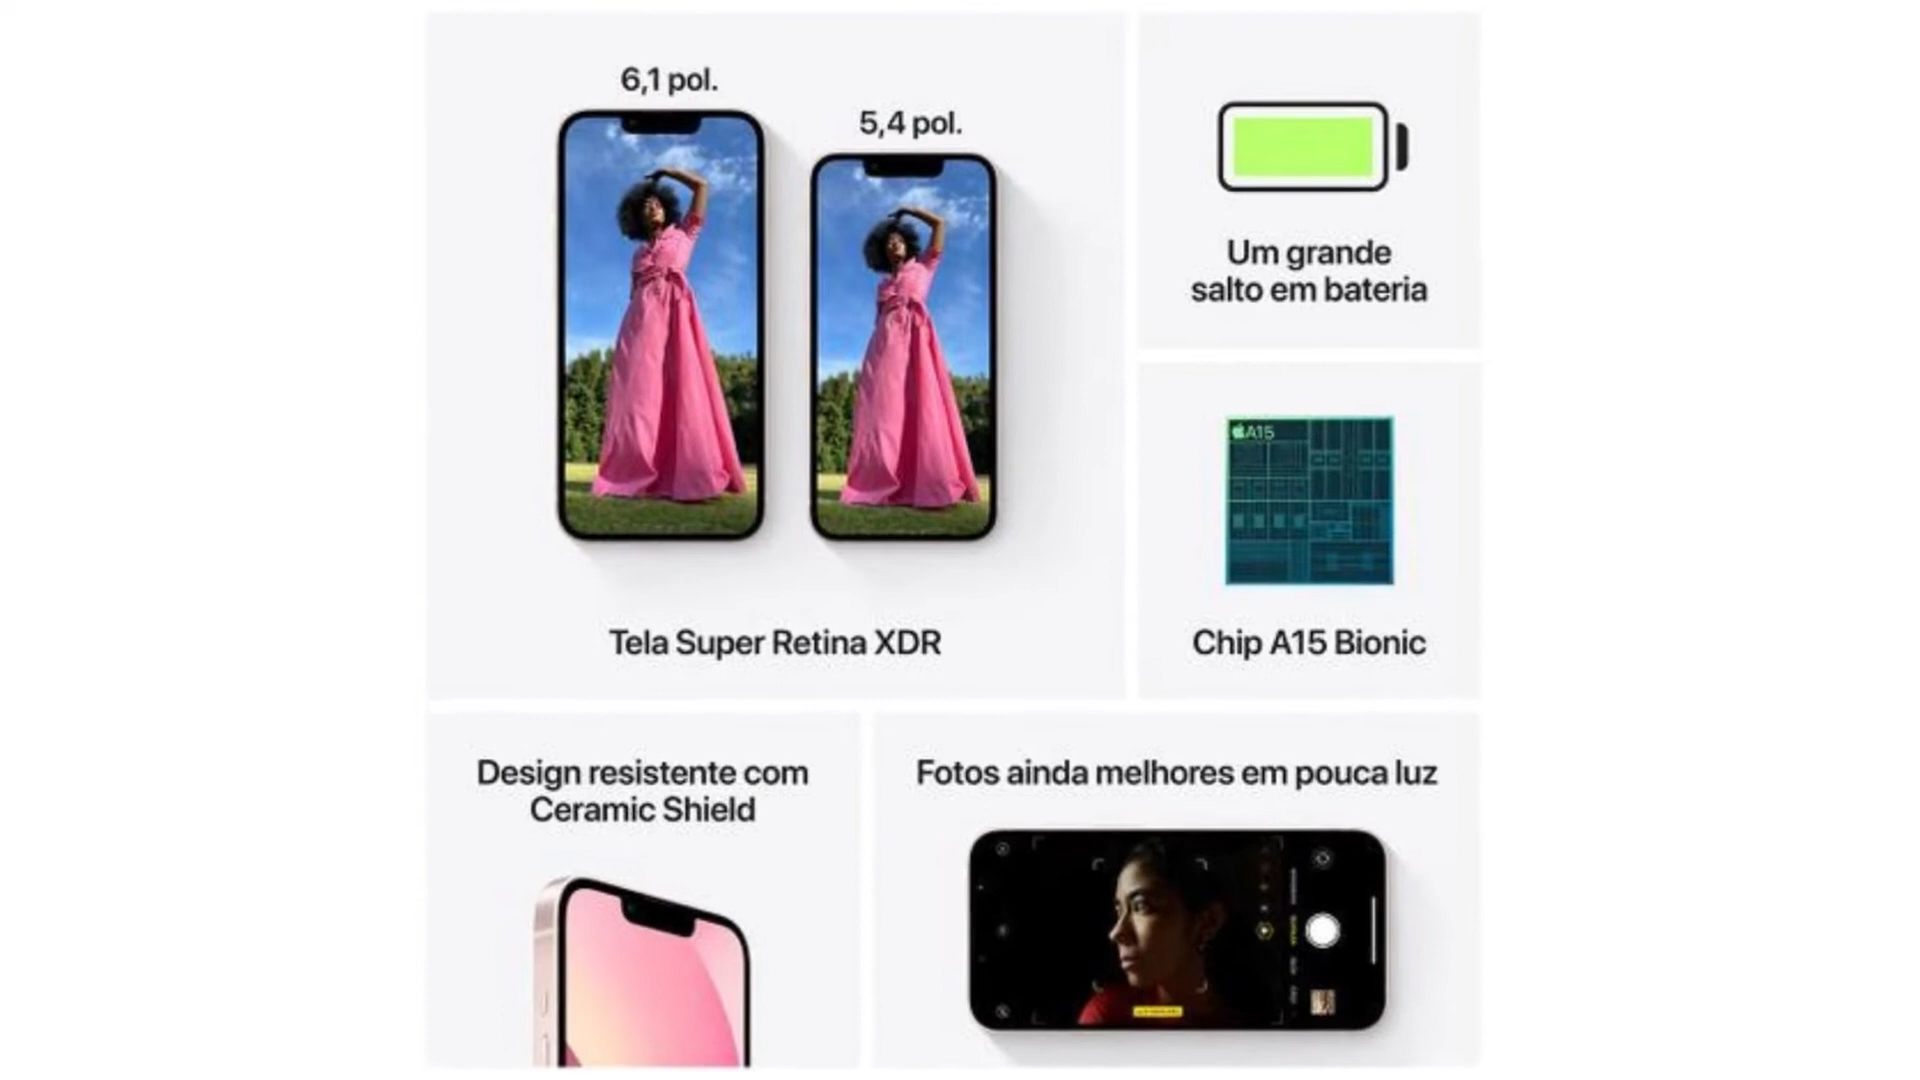 6,1 pol.
5,4 pol.
Tela Super Retina XDR
Um grande
salto em bateria
A15
Chip A15 Bionic
Design resistente com
Ceramic Shield
Fotos ainda melhores em pouca luz